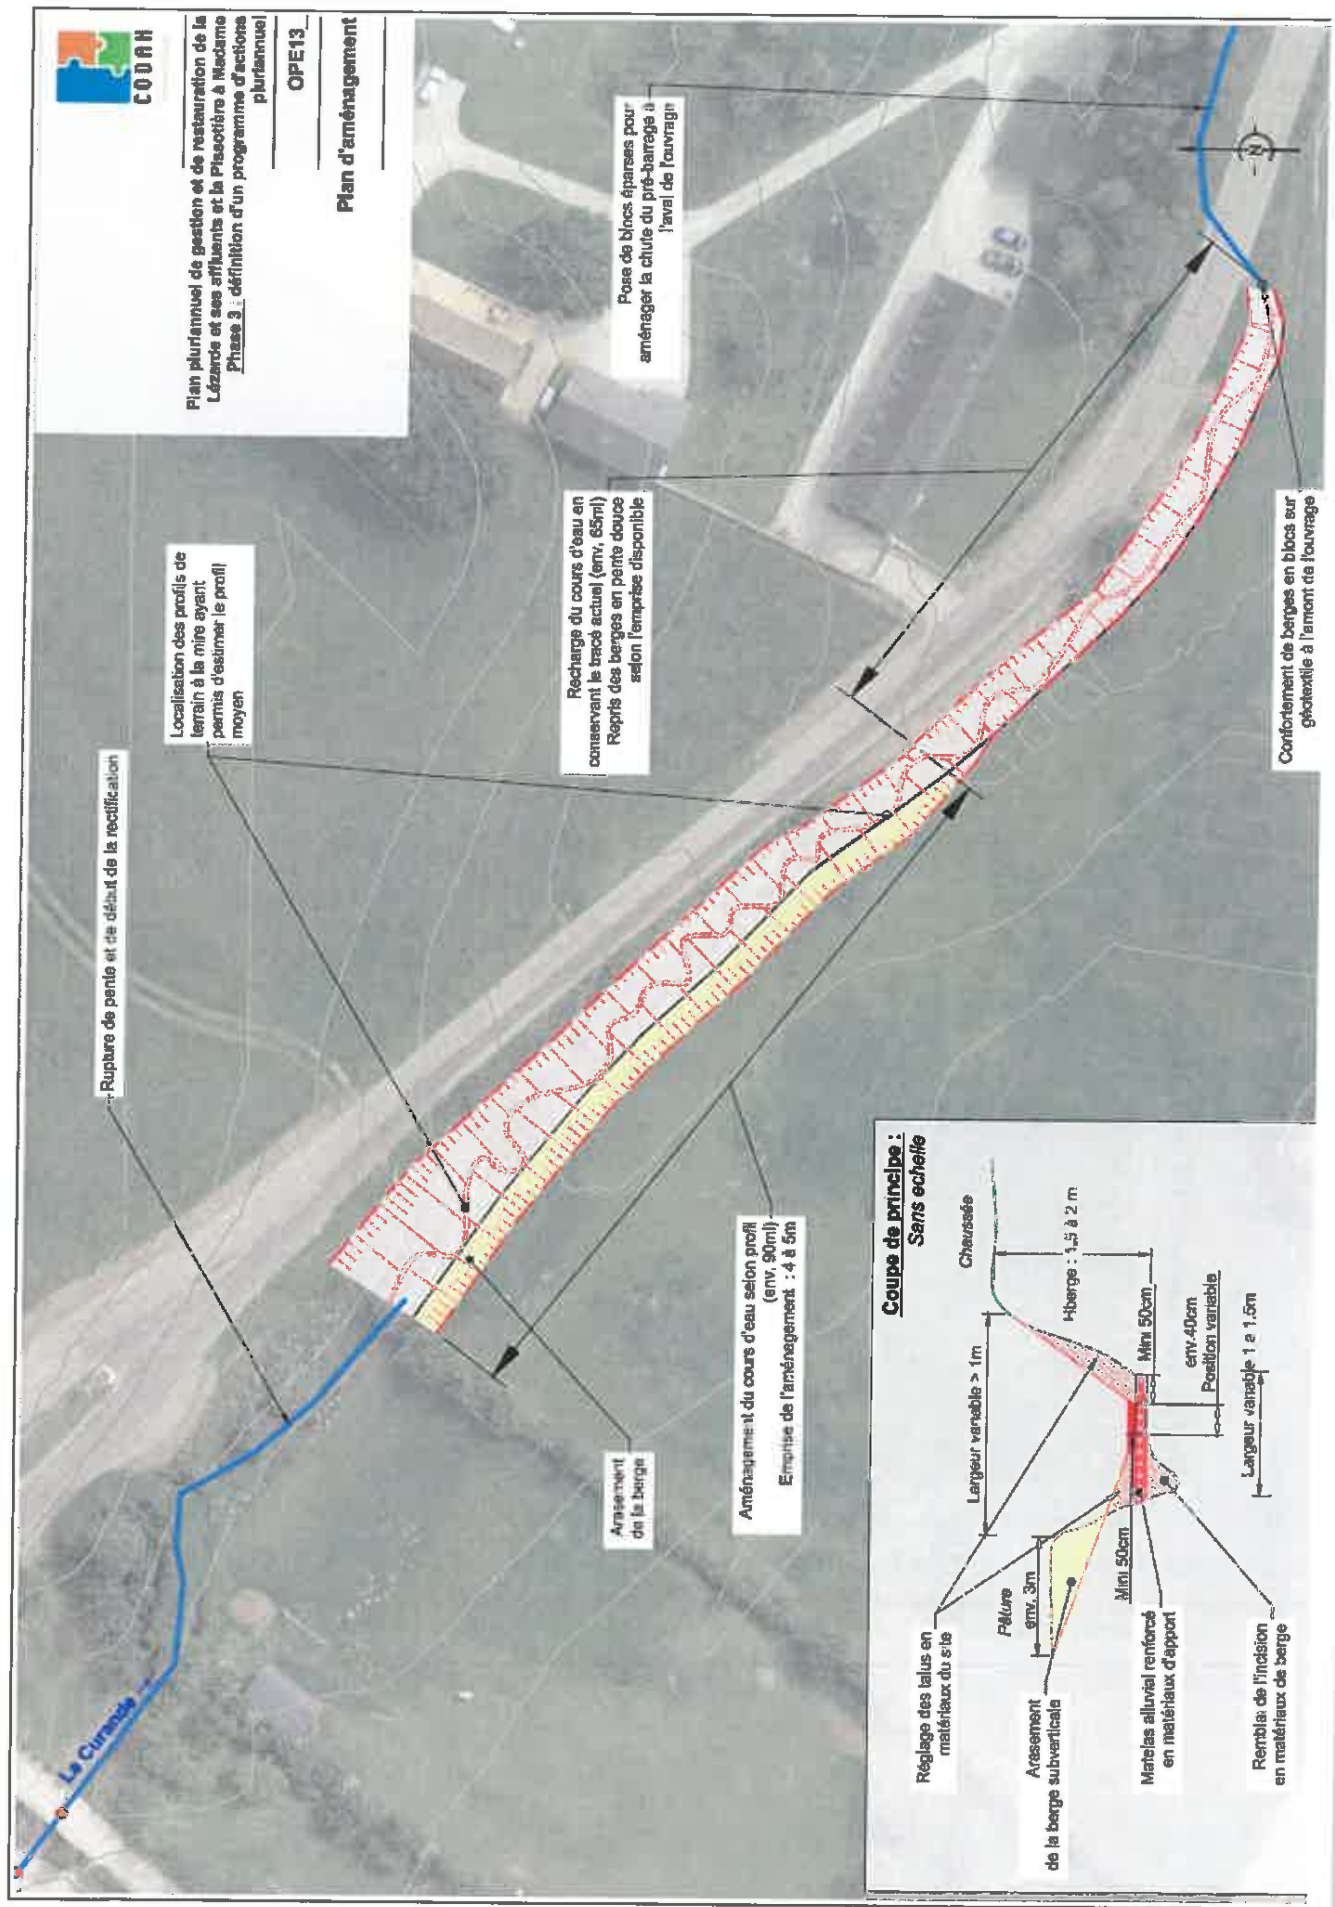 CODAH
Plan pluriannuel de gestion et de restauration de la
Lézarde et ses affluents et la Pissotière à Madame
Phase 3 : définition d'un programme d'actions
pluriannuel
OPE13_
Plan d'aménagement
Pose de blocs éparses pour
aménager la chute du pré-barrage à
l'aval de l'ouvrage
N
Localisation des profils de
terrain à la mire ayant
permis d'estimer le profil
moyen
Recharge du cours d'eau en
conservant le tracé actuel (env, 65ml)
Repris des berges en pente douce
selon l'emprise disponible
Rupture de pente et de début de la rectification
Confortement de berges en blocs sur
géotextile à l'amont de l'ouvrage
Arasement
de la berge
Aménagement du cours d'eau selon profil
(env, 90ml)
Emprise de l'aménagement : 4 à 5m
La Curande
Coupe de principe :
Sans echelle
Chaussée
Hberge : 1,5 à 2 m
Largeur variable > 1m
Mini 50cm
env.40cm
Position variable
Largeur variable 1 à 1.5m
Réglage des talus en
matériaux du site
Pâture
env. 3m
Mini 50cm
Arasement
de la berge subverticale
Matelas alluvial renforcé
en matériaux d'apport
Remblai de l'incision
en matériaux de berge